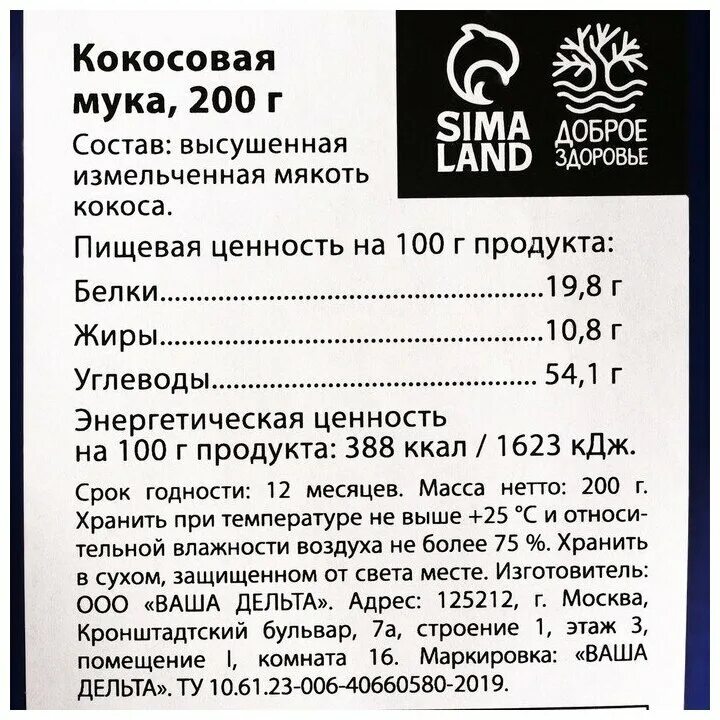 Кокосовая
мука, 200 г
SIMA
LAND
ДОБРОЕ
ЗДОРОВЬЕ
Состав: высушенная
измельченная мякоть
кокоса.
Пищевая ценность на 100 г продукта:
Белки.............................................19,8 г
Жиры.............................................10,8 г
Углеводы...................................... 54,1 г
Энергетическая ценность
на 100 г продукта: 388 ккал / 1623 кДж.
Срок годности: 12 месяцев. Масса нетто: 200 г.
Хранить при температуре не выше +25 °C и относи-
тельной влажности воздуха не более 75 %. Хранить
в сухом, защищенном от света месте. Изготовитель:
ООО «ВАША ДЕЛЬТА». Адрес: 125212, г. Москва,
Кронштадтский бульвар, 7а, строение 1, этаж 3,
помещение I, комната 16. Маркировка: «ВАША
ДЕЛЬТА». ТУ 10.61.23-006-40660580-2019.